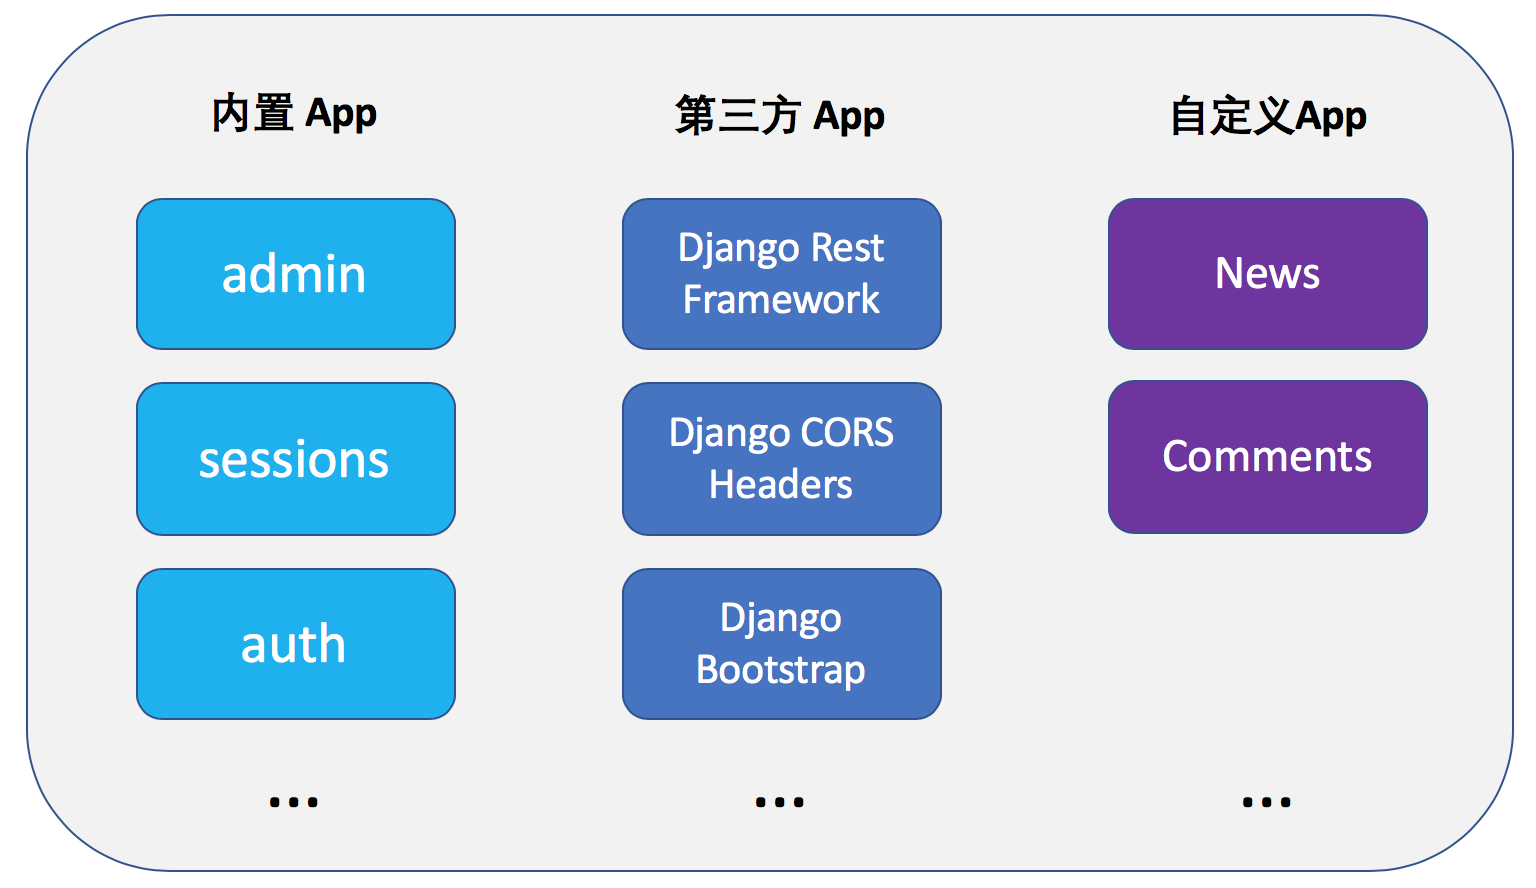 内置 App
admin
sessions
auth
...
第三方 App
Django Rest
Framework
Django CORS
Headers
Django
Bootstrap
...
自定义App
News
Comments
...